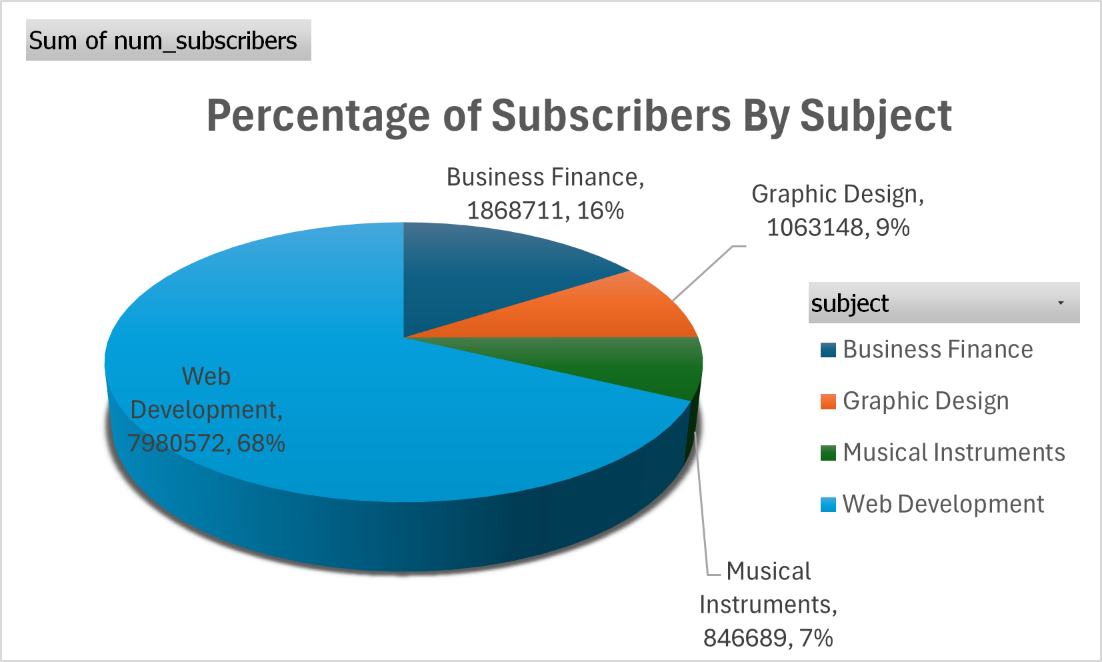 Sum of num_subscribers
Percentage of Subscribers By Subject
Business Finance,
1868711, 16%
Graphic Design,
1063148, 9%
subject
Business Finance
Graphic Design
Musical Instruments
Web Development
Web
Development,
7980572, 68%
Musical
Instruments,
846689, 7%